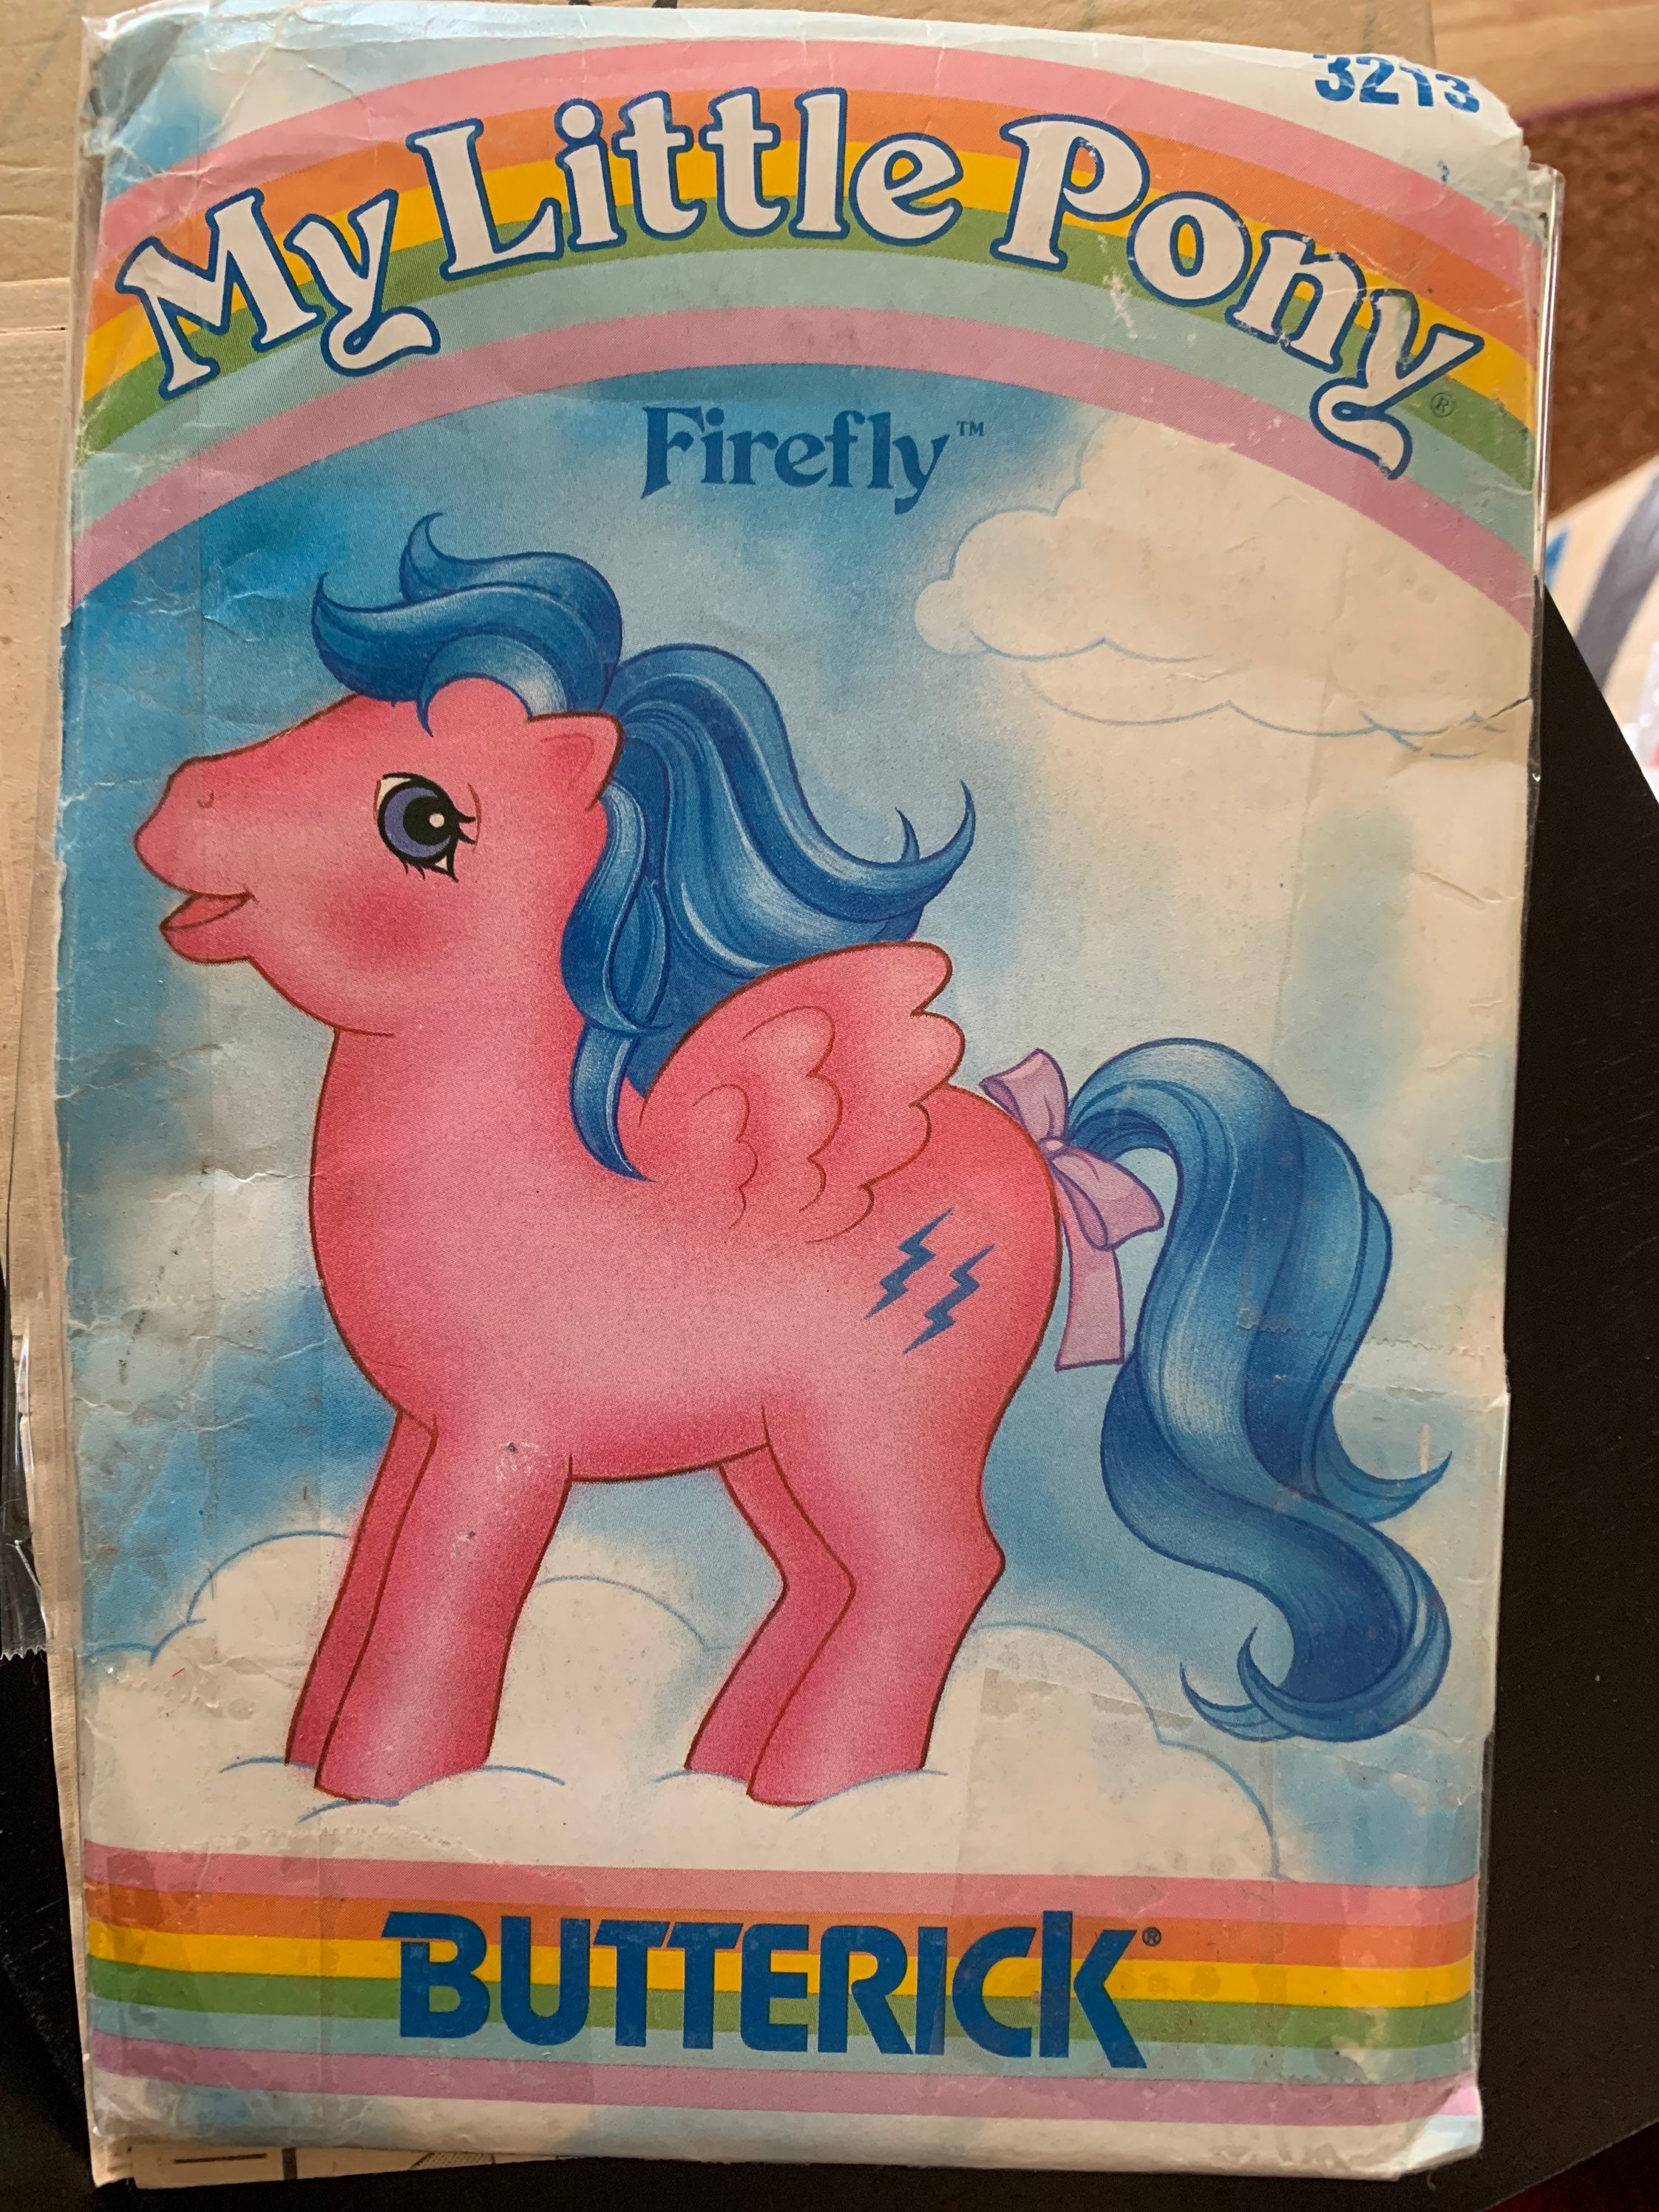 3213
My Little Pony®
Firefly™
BUTTERICK®